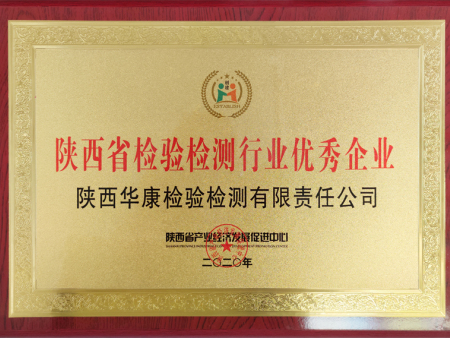 陕西省检验检测行业优秀企业
陕西华康检验检测有限责任公司
陕西省产业经济发展促进中心
二〇二〇年